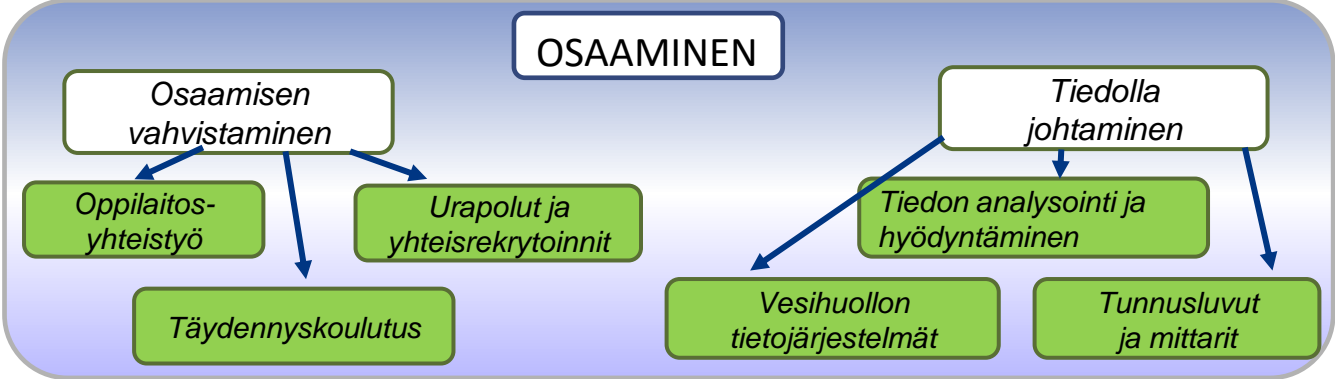 OSAAMINEN
Osaamisen
vahvistaminen
Tiedolla
johtaminen
Oppilaitos-
yhteistyö
Urapolut ja
yhteisrekrytoinnit
Tiedon analysointi ja
hyödyntäminen
Täydennyskoulutus
Vesihuollon
tietojärjestelmät
Tunnusluvut
ja mittarit